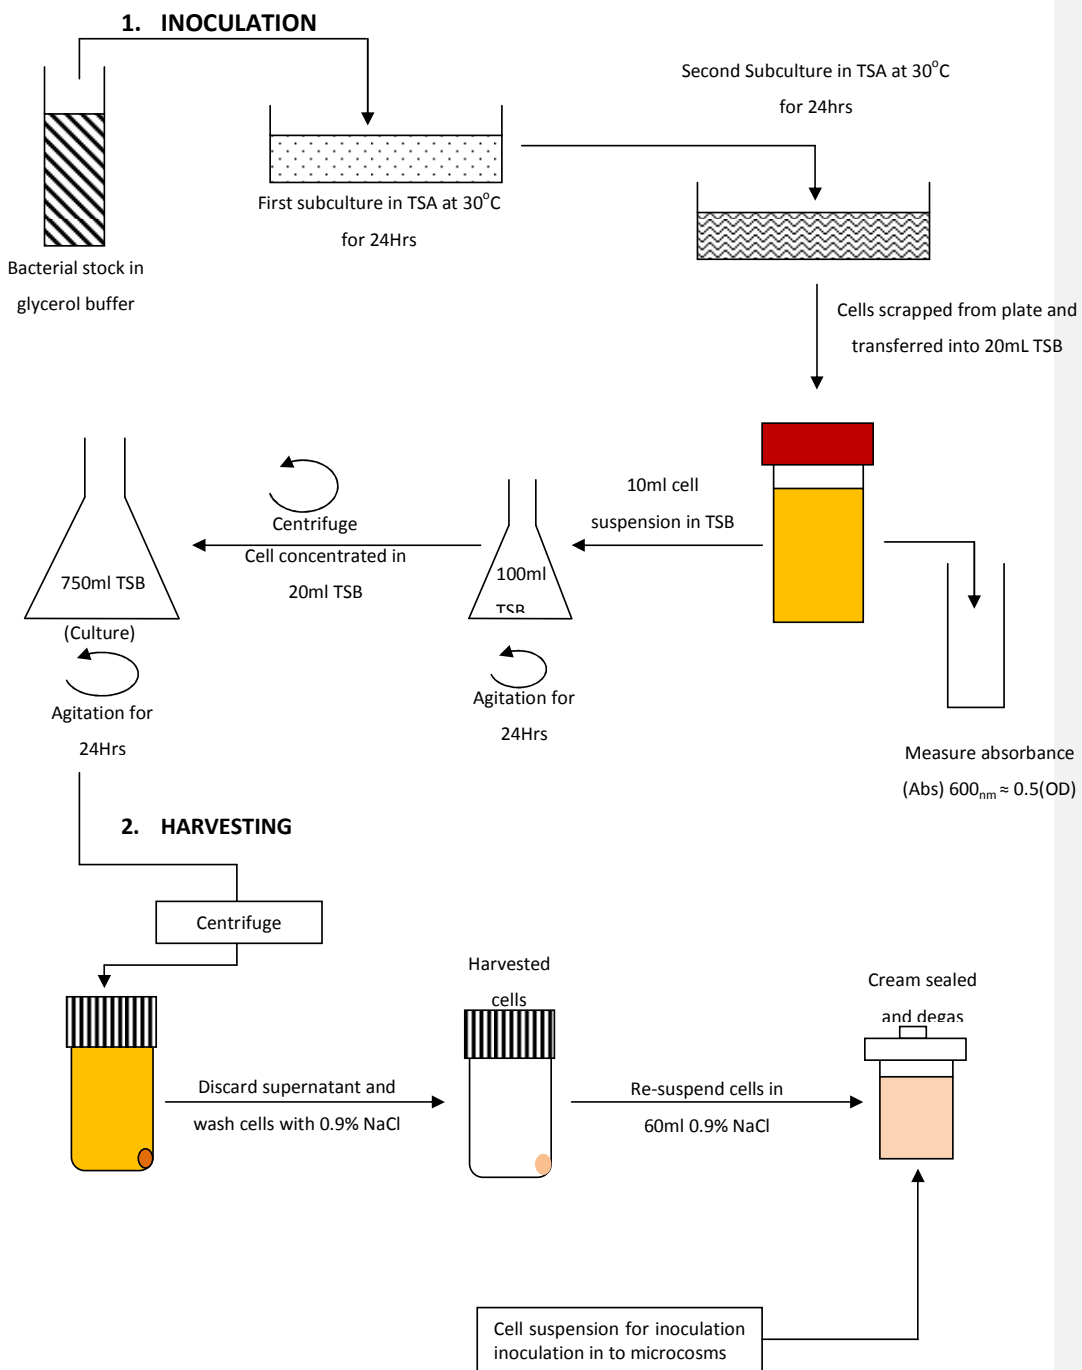 1. INOCULATION
Second Subculture in TSA at 30°C
for 24hrs
First subculture in TSA at 30°C
for 24Hrs
Bacterial stock in
glycerol buffer
Cells scrapped from plate and
transferred into 20mL TSB
10ml cell
suspension in TSB
Centrifuge
Cell concentrated in
20ml TSB
100ml
TSB
750ml TSB
(Culture)
Agitation for
24Hrs
Agitation for
24Hrs
Measure absorbance
(Abs) 600nm ≈ 0.5(OD)
2. HARVESTING
Centrifuge
Harvested
cells
Cream sealed
and degas
Discard supernatant and
wash cells with 0.9% NaCl
Re-suspend cells in
60ml 0.9% NaCl
Cell suspension for inoculation
inoculation in to microcosms